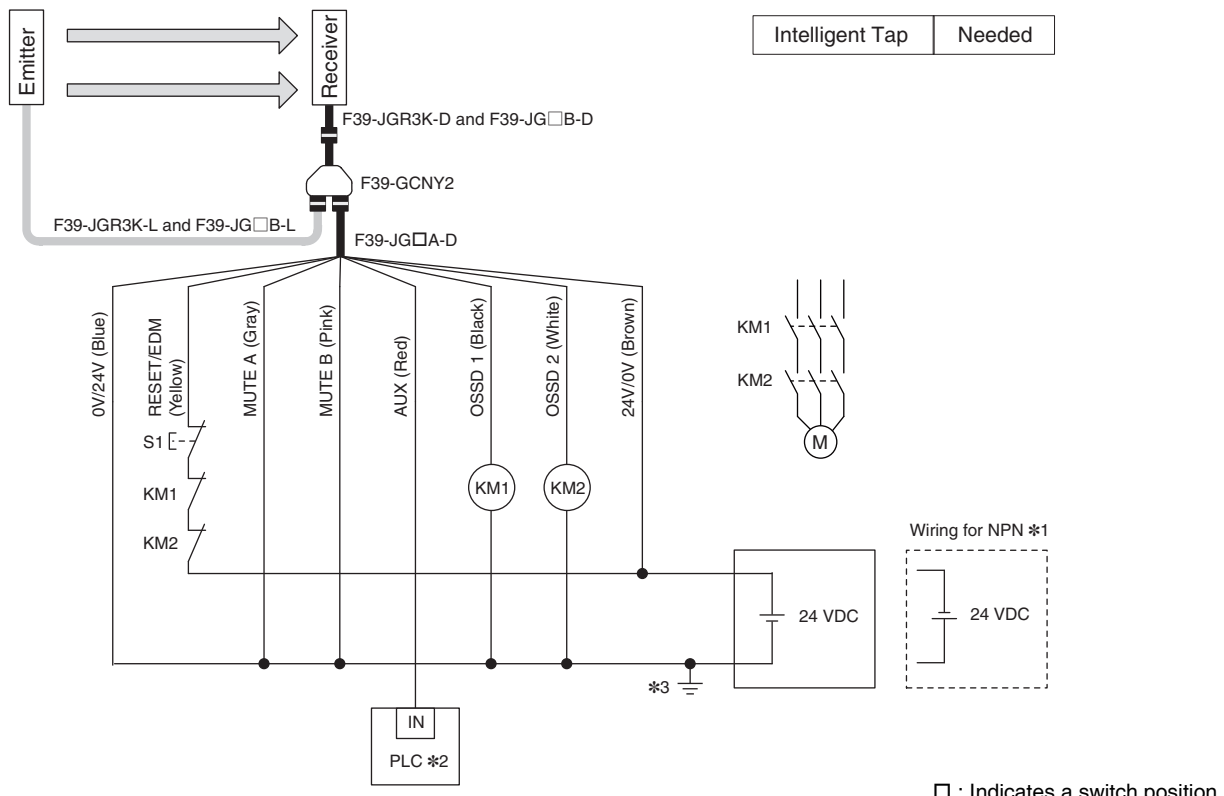 Emitter
Receiver
Intelligent Tap Needed
F39-JGR3K-D and F39-JG□B-D
F39-GCNY2
F39-JGR3K-L and F39-JG□B-L
F39-JG□A-D
0V/24V (Blue)
RESET/EDM
(Yellow)
MUTE A (Gray)
MUTE B (Pink)
AUX (Red)
OSSD 1 (Black)
OSSD 2 (White)
24V/0V (Brown)
KM1
KM2
M
S1
KM1
KM2
KM1
KM2
Wiring for NPN ✱1
24 VDC
24 VDC
✱3
IN
PLC ✱2
□ : Indicates a switch position